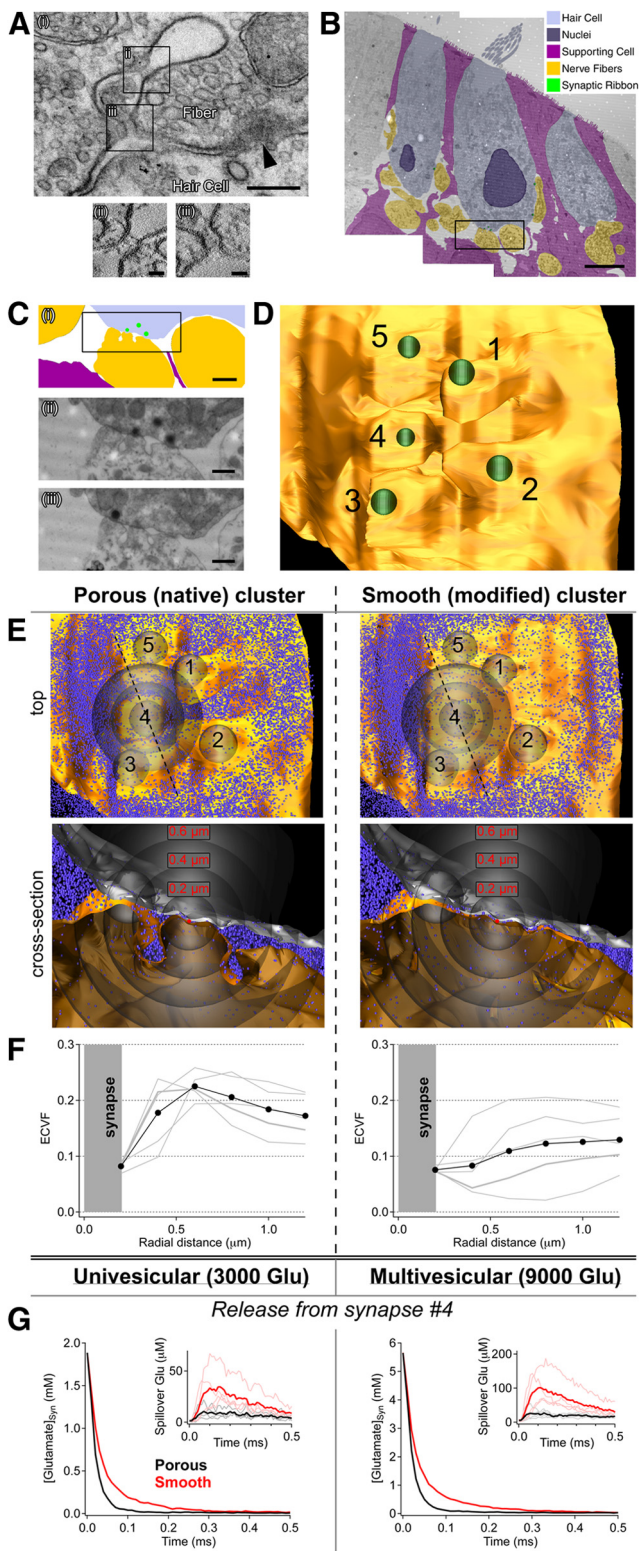 A
(i)
ii
iii
Fiber
Hair Cell
(ii)
(iii)
B
Hair Cell
Nuclei
Supporting Cell
Nerve Fibers
Synaptic Ribbon
C
(i)
(ii)
(iii)
D
5
1
4
2
3
Porous (native) cluster
Smooth (modified) cluster
E
top
5
1
4
2
3
5
1
4
2
3
cross-section
0.6 µm
0.4 µm
0.2 µm
0.6 µm
0.4 µm
0.2 µm
F
ECVF
0.3
0.2
0.1
0.0
synapse
0.0 0.5 1.0
Radial distance (µm)
ECVF
0.3
0.2
0.1
0.0
synapse
0.0 0.5 1.0
Radial distance (µm)
Univesicular (3000 Glu)
Multivesicular (9000 Glu)
Release from synapse #4
G
[Glutamate]Syn (mM)
2.0
1.5
1.0
0.5
0.0
0.0 0.1 0.2 0.3 0.4 0.5
Time (ms)
Spillover Glu (µM)
50
0
0.0 0.5
Time (ms)
Porous
Smooth
[Glutamate]Syn (mM)
6
5
4
3
2
1
0
0.0 0.1 0.2 0.3 0.4 0.5
Time (ms)
Spillover Glu (µM)
200
100
0
0.0 0.5
Time (ms)